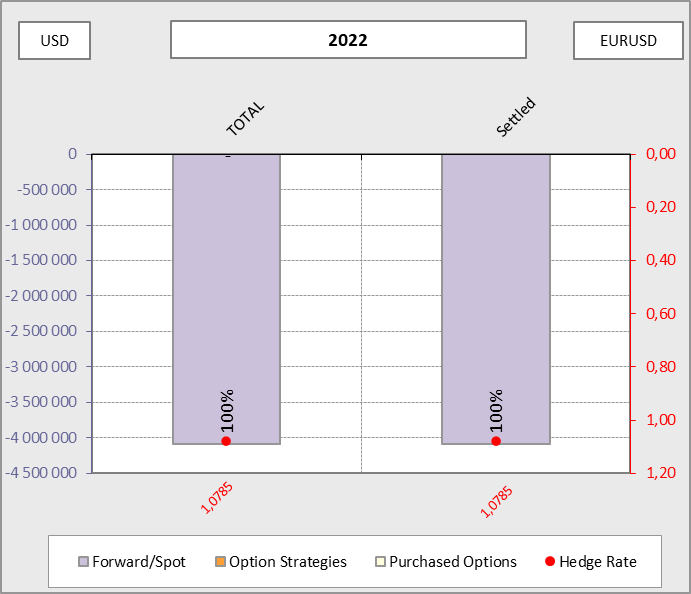 USD 2022 EURUSD
TOTAL Settled
0 0,00
-500 000
0,20
-1 000 000
-1 500 000 0,40
-2 000 000
0,60
-2 500 000
-3 000 000 0,80
-3 500 000
1,00
-4 000 000
-4 500 000 1,20
100% 100%
1,0785 1,0785
Forward/Spot Option Strategies Purchased Options Hedge Rate